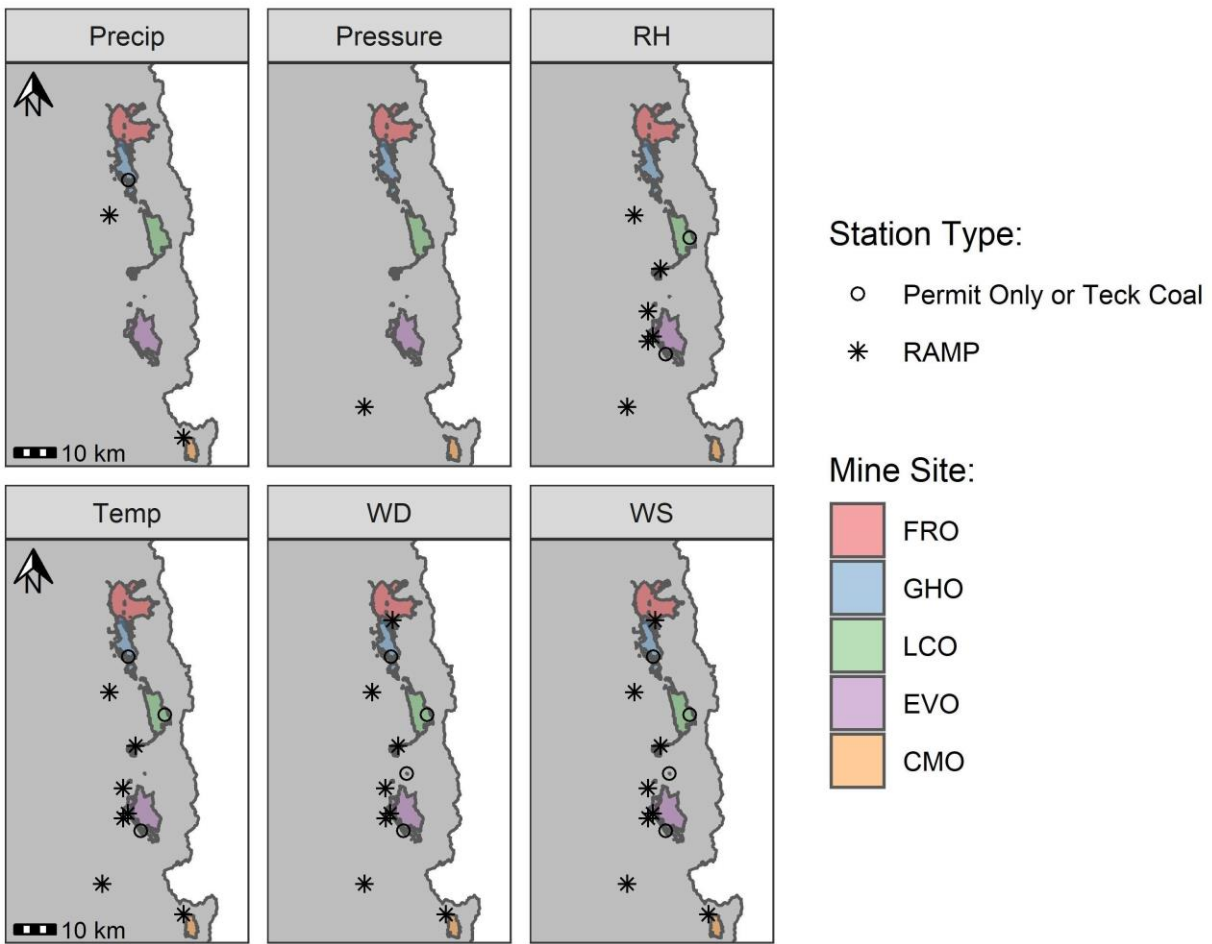 Precip
Pressure
RH
N
10 km
Temp
WD
WS
N
10 km
Station Type:
Permit Only or Teck Coal
RAMP
Mine Site:
FRO
GHO
LCO
EVO
CMO